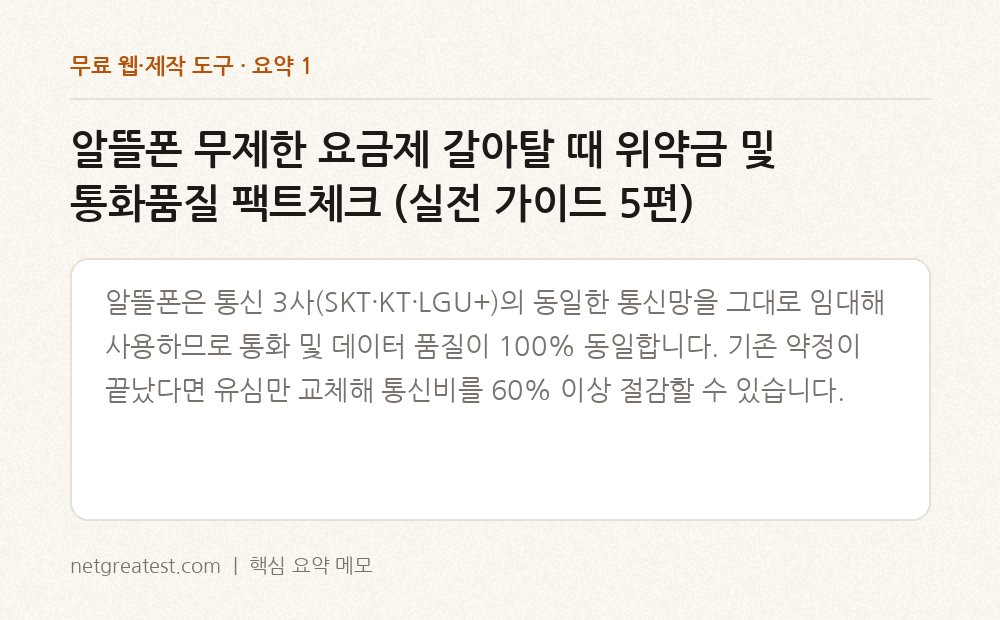 무료 웹·제작 도구 · 요약 1
알뜰폰 무제한 요금제 갈아탈 때 위약금 및
통화품질 팩트체크 (실전 가이드 5편)
알뜰폰은 통신 3사(SKT·KT·LGU+)의 동일한 통신망을 그대로 임대해
사용하므로 통화 및 데이터 품질이 100% 동일합니다. 기존 약정이
끝났다면 유심만 교체해 통신비를 60% 이상 절감할 수 있습니다.
netgreatest.com | 핵심 요약 메모